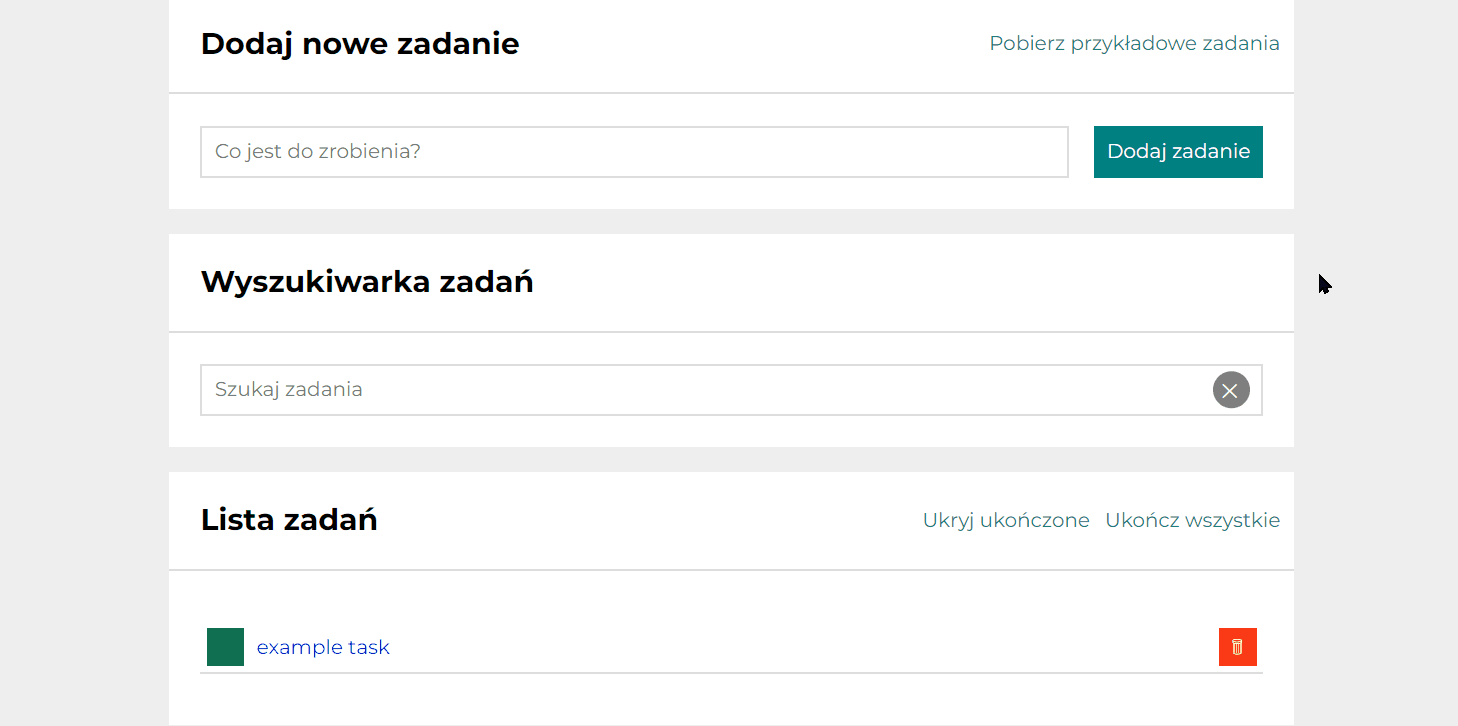 Dodaj nowe zadanie
Pobierz przykładowe zadania
Co jest do zrobienia?
Dodaj zadanie
Wyszukiwarka zadań
Szukaj zadania
Lista zadań
Ukryj ukończone
Ukończ wszystkie
example task